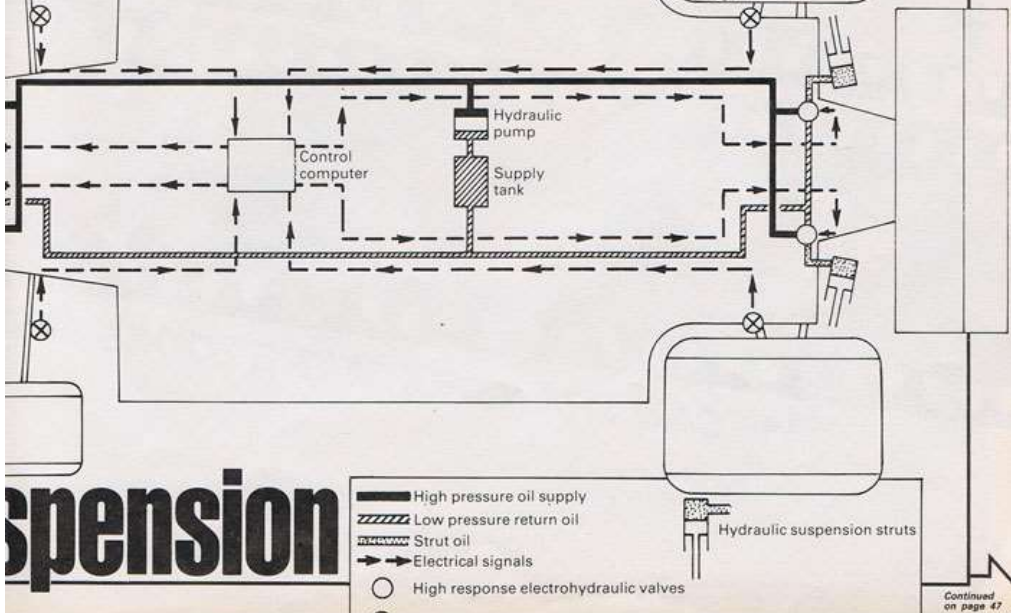 Hydraulic
pump
Control
computer
Supply
tank
spension
High pressure oil supply
Low pressure return oil
Strut oil
Electrical signals
High response electrohydraulic valves
Hydraulic suspension struts
Continued
on page 47